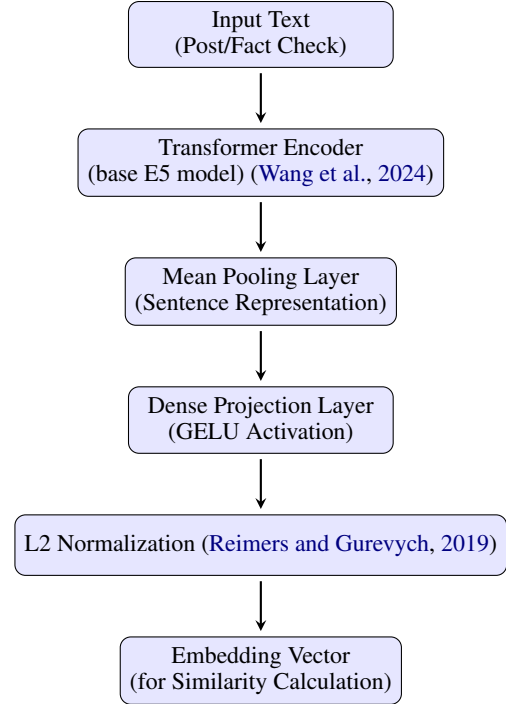 Input Text
(Post/Fact Check)
Transformer Encoder
(base E5 model) (Wang et al., 2024)
Mean Pooling Layer
(Sentence Representation)
Dense Projection Layer
(GELU Activation)
L2 Normalization (Reimers and Gurevych, 2019)
Embedding Vector
(for Similarity Calculation)